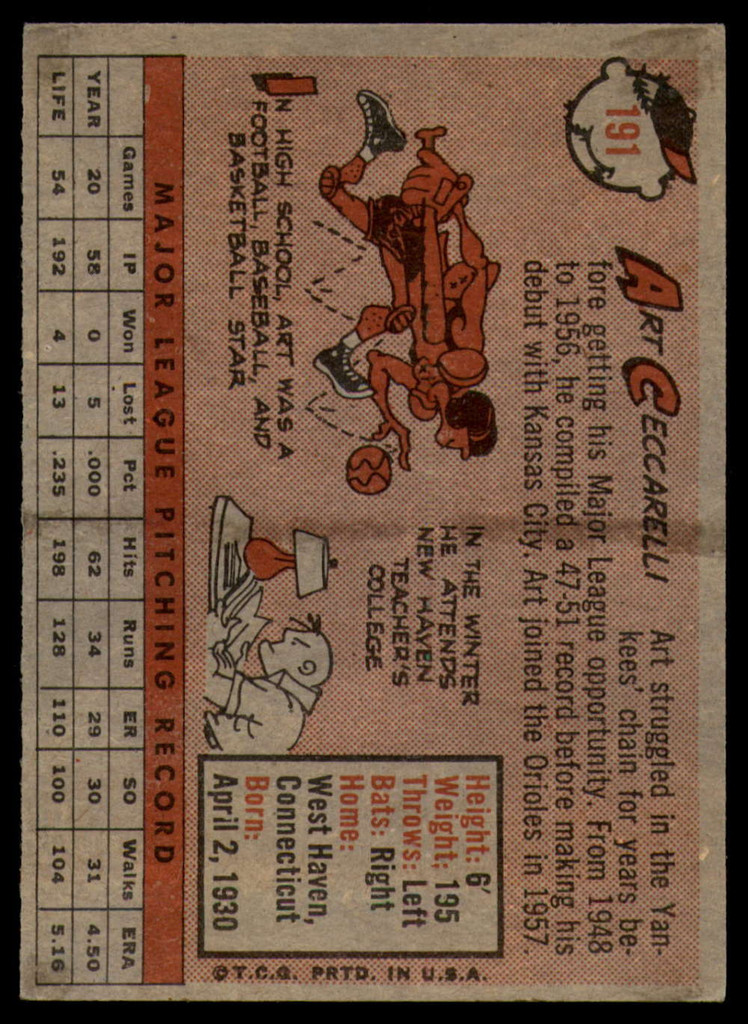 191
ART CECCARELLI
Art struggled in the Yan-
kees' chain for years be-
fore getting his Major League opportunity. From 1948
to 1956, he compiled a 47-51 record before making his
debut with Kansas City. Art joined the Orioles in 1957.
IN HIGH SCHOOL, ART WAS A
FOOTBALL, BASEBALL, AND
BASKETBALL STAR
IN THE WINTER
HE ATTENDS
NEW HAVEN
TEACHER'S
COLLEGE
Height: 6'
Weight: 195
Throws: Left
Bats: Right
Home:
West Haven,
Connecticut
Born:
April 2, 1930
© T.C.G. PRTD. IN U.S.A.
MAJOR LEAGUE PITCHING RECORD
Games IP Won Lost Pct Hits Runs ER SO Walks ERA
YEAR 20 58 0 5 .000 62 34 29 30 31 4.50
LIFE 54 192 4 13 .235 198 128 110 100 104 5.16